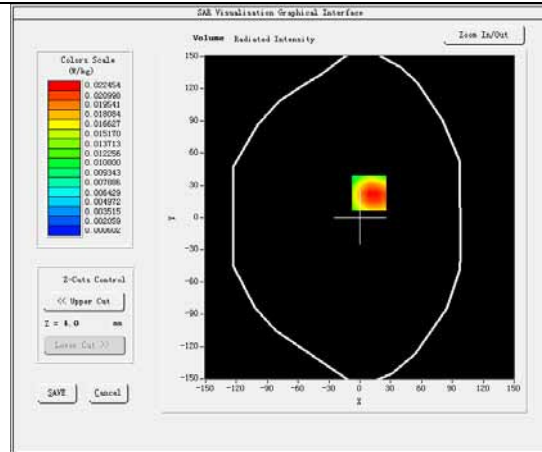 SAR Visualisation Graphical Interface
Volume Radiated Intensity
Zoom In/Out
Colors Scale
(W/kg)
0.022454
0.020998
0.019541
0.018084
0.016627
0.015170
0.013713
0.012256
0.010800
0.009343
0.007886
0.006429
0.004972
0.003515
0.002059
0.000602
150
120
90
60
30
0
-30
-60
-90
-120
-150
Y
-150 -120 -90 -60 -30 0 30 60 90 120 150
X
Z-Cuts Control
<< Upper Cut
Z = 4.0 mm
Lower Cut >>
SAVE Cancel